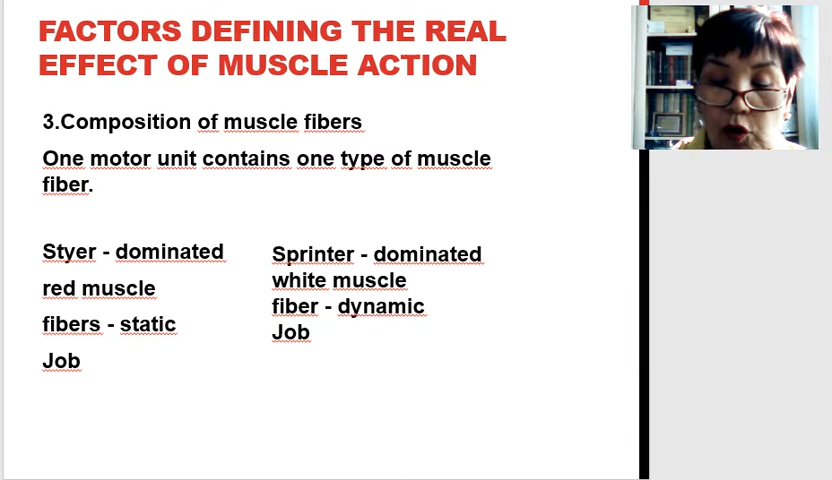 FACTORS DEFINING THE REAL
EFFECT OF MUSCLE ACTION
3.Composition of muscle fibers
One motor unit contains one type of muscle
fiber.
Styer - dominated
red muscle
fibers - static
Job
Sprinter - dominated
white muscle
fiber - dynamic
Job